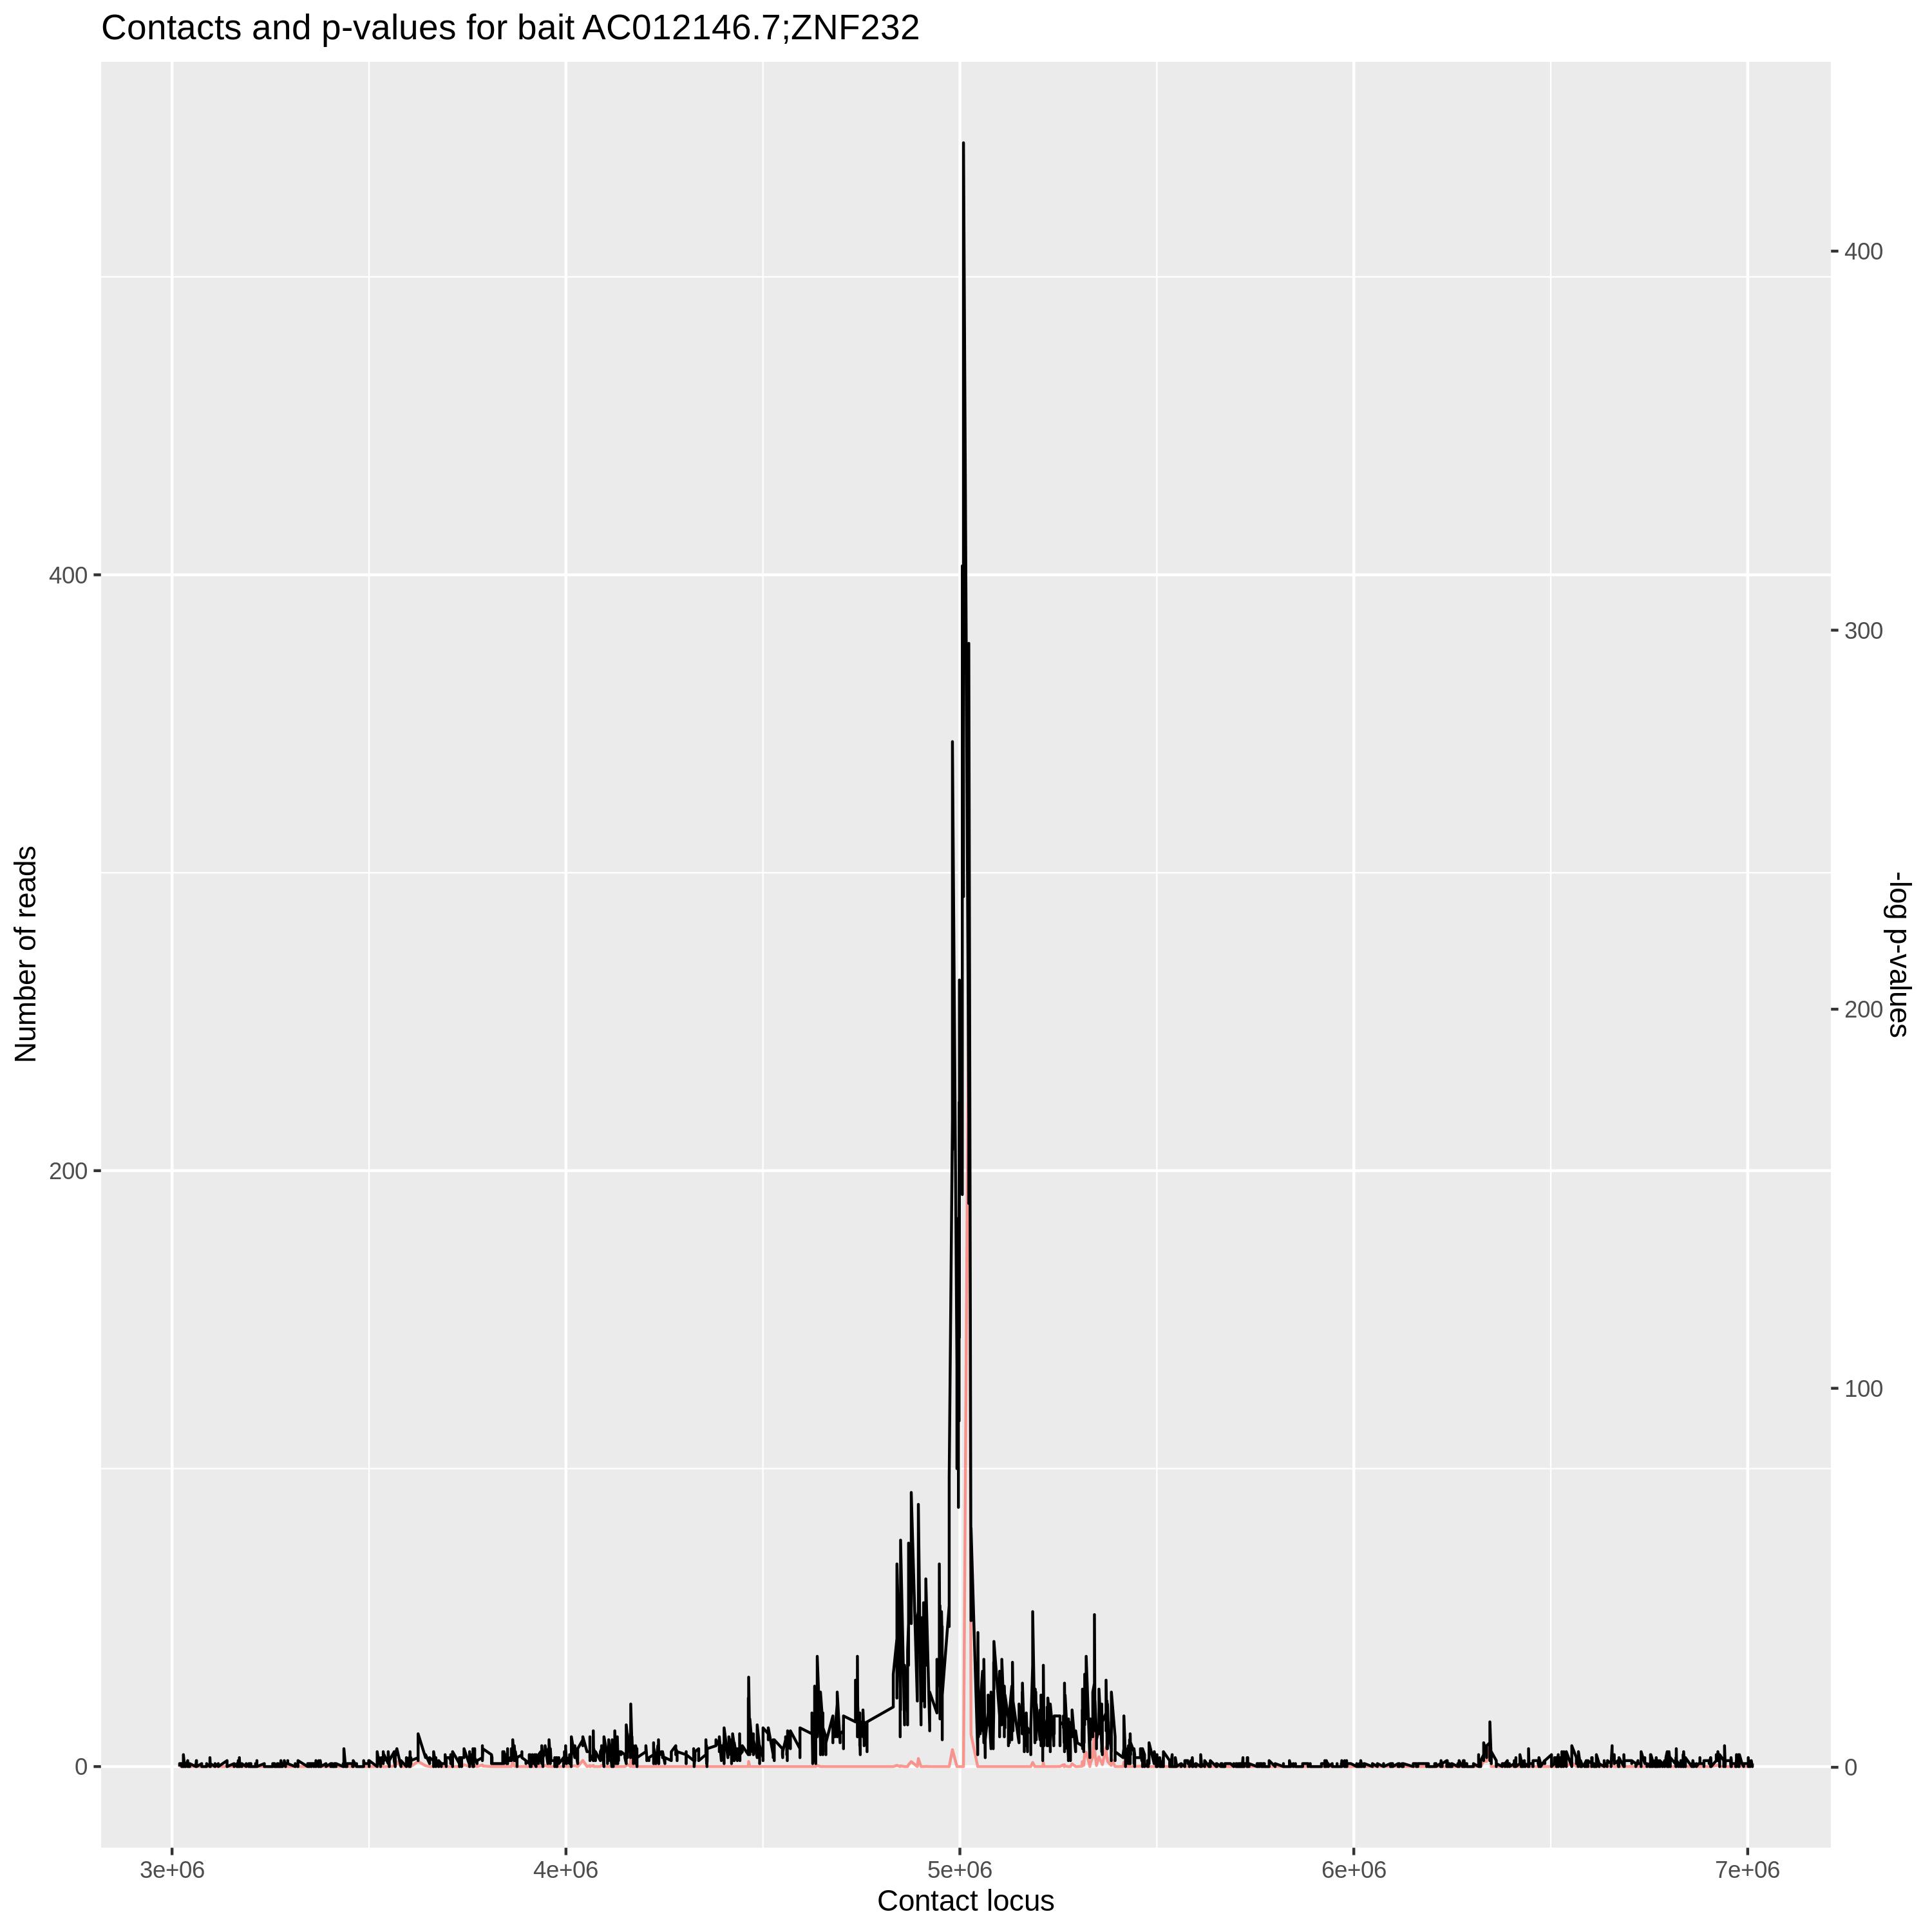 Contacts and p-values for bait AC012146.7;ZNF232
Number of reads
400
200
0
400
300
200
100
0
-log p-values
3e+06
4e+06
5e+06
6e+06
7e+06
Contact locus